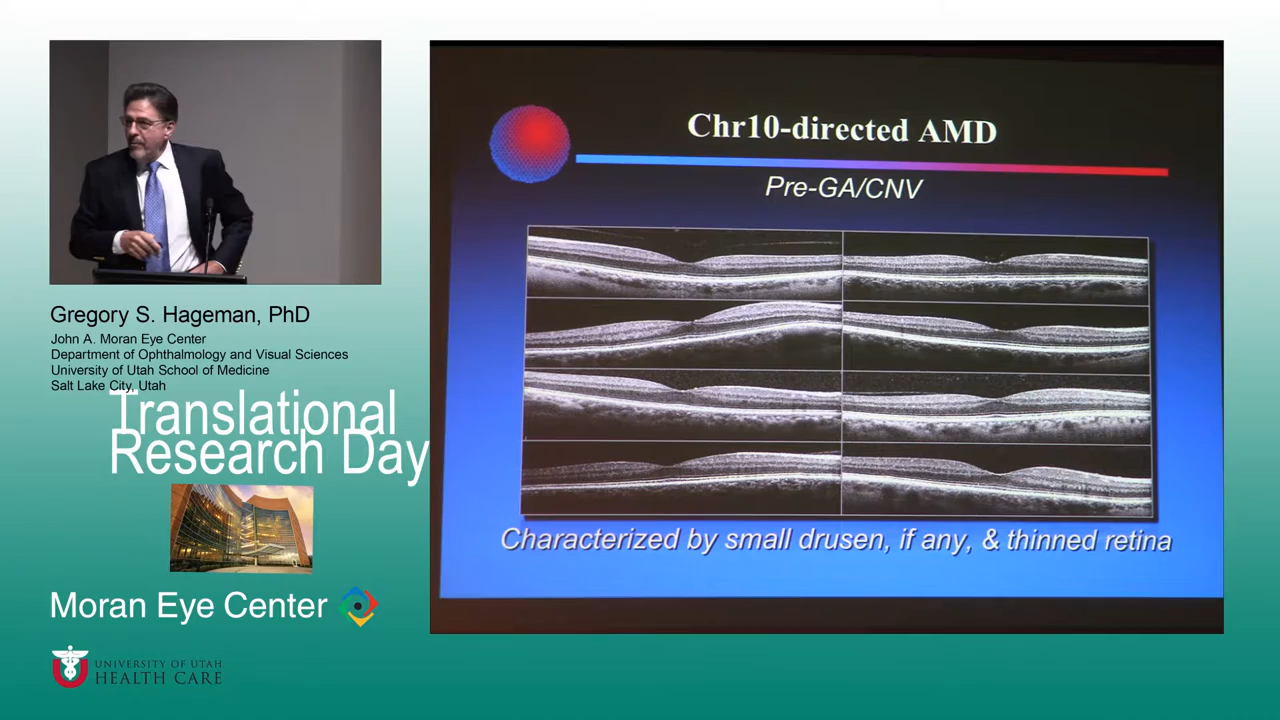 Gregory S. Hageman, PhD
John A. Moran Eye Center
Department of Ophthalmology and Visual Sciences
University of Utah School of Medicine
Salt Lake City, Utah
Translational
Research Day
Moran Eye Center
UNIVERSITY OF UTAH
HEALTH CARE
Chr10-directed AMD
Pre-GA/CNV
Characterized by small drusen, if any, & thinned retina